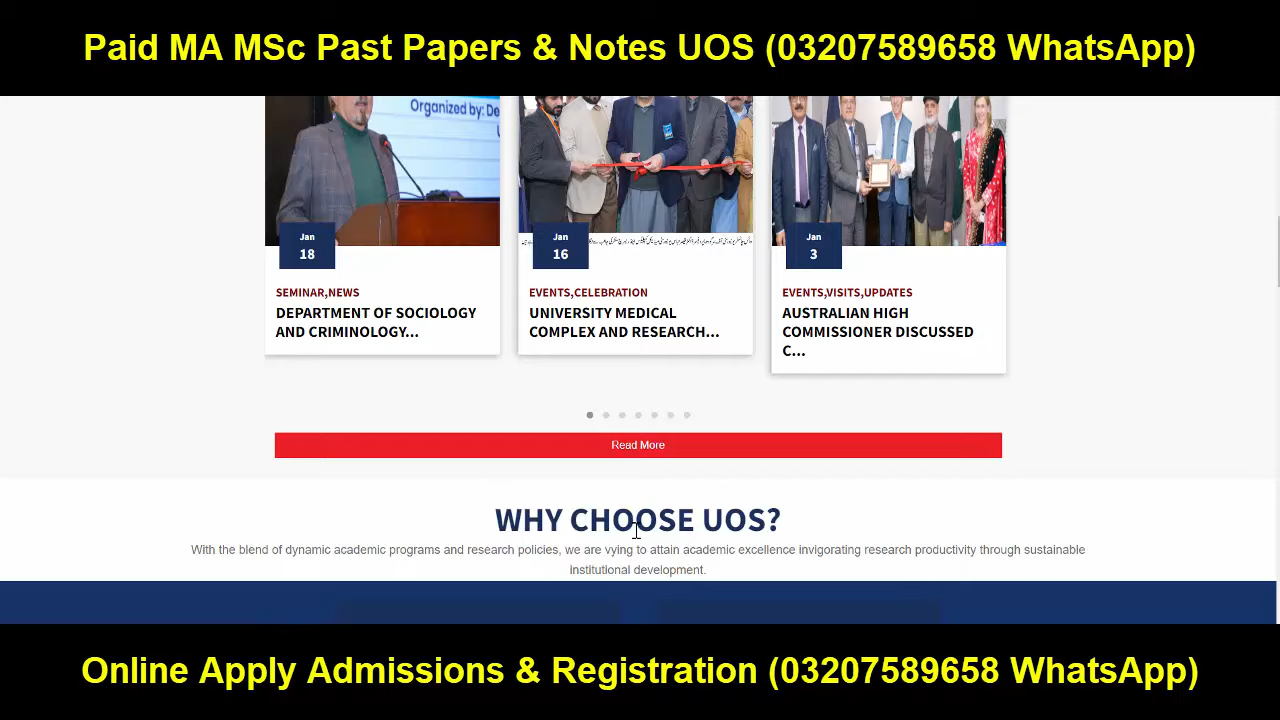 Paid MA MSc Past Papers & Notes UOS (03207589658 WhatsApp)
Organized by: De
Jan
18
SEMINAR,NEWS
DEPARTMENT OF SOCIOLOGY
AND CRIMINOLOGY...
Jan
16
EVENTS,CELEBRATION
UNIVERSITY MEDICAL
COMPLEX AND RESEARCH...
Jan
3
EVENTS,VISITS,UPDATES
AUSTRALIAN HIGH
COMMISSIONER DISCUSSED
C...
Read More
WHY CHOOSE UOS?
With the blend of dynamic academic programs and research policies, we are vying to attain academic excellence invigorating research productivity through sustainable
institutional development.
Online Apply Admissions & Registration (03207589658 WhatsApp)